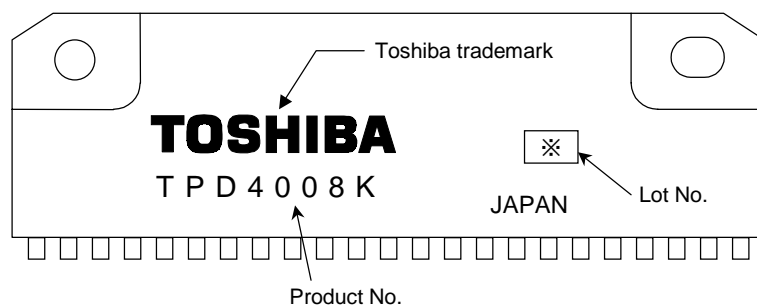 Toshiba trademark
TOSHIBA
※
TPD4008K
Lot No.
JAPAN
Product No.